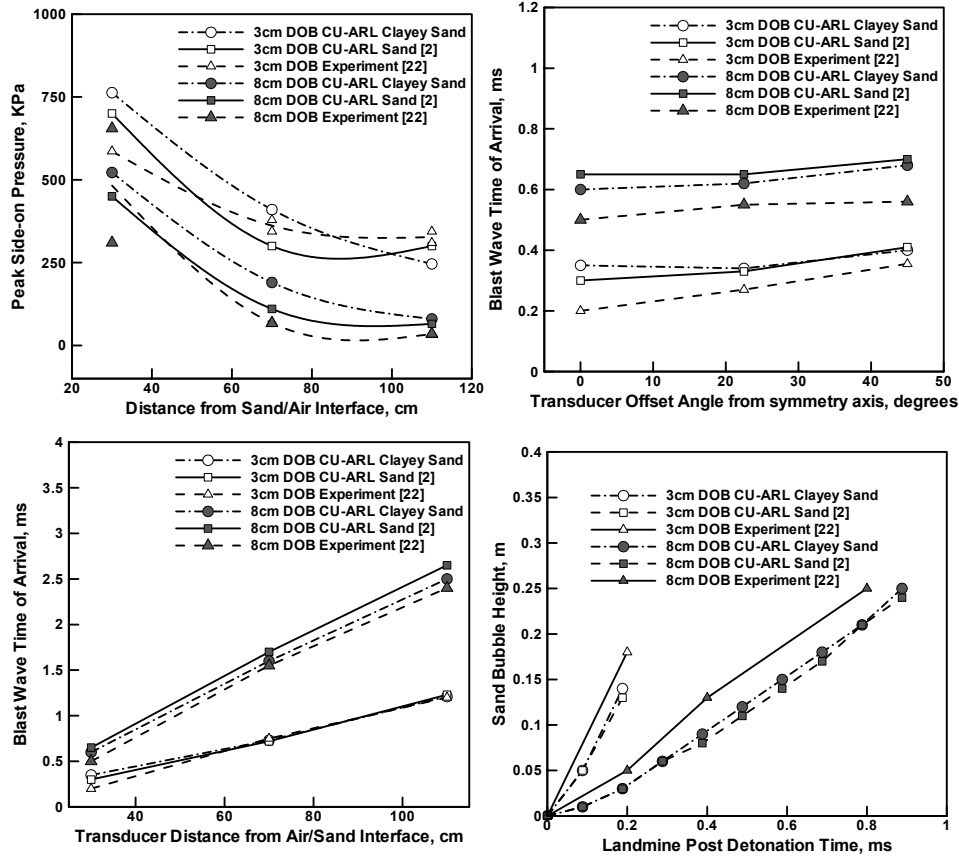 1000
750
500
250
0
20
40
60
80
100
120
Peak Side-on Pressure, KPa
Distance from Sand/Air Interface, cm
3cm DOB CU-ARL Clayey Sand
3cm DOB CU-ARL Sand [2]
3cm DOB Experiment [22]
8cm DOB CU-ARL Clayey Sand
8cm DOB CU-ARL Sand [2]
8cm DOB Experiment [22]
1.2
1
0.8
0.6
0.4
0.2
0
0
10
20
30
40
50
Blast Wave Time of Arrival, ms
Transducer Offset Angle from symmetry axis, degrees
3cm DOB CU-ARL Clayey Sand
3cm DOB CU-ARL Sand [2]
3cm DOB Experiment [22]
8cm DOB CU-ARL Clayey Sand
8cm DOB CU-ARL Sand [2]
8cm DOB Experiment [22]
4
3.5
3
2.5
2
1.5
1
0.5
0
40
60
80
100
Blast Wave Time of Arrival, ms
Transducer Distance from Air/Sand Interface, cm
3cm DOB CU-ARL Clayey Sand
3cm DOB CU-ARL Sand [2]
3cm DOB Experiment [22]
8cm DOB CU-ARL Clayey Sand
8cm DOB CU-ARL Sand [2]
8cm DOB Experiment [22]
0.4
0.35
0.3
0.25
0.2
0.15
0.1
0.05
0
0
0.2
0.4
0.6
0.8
1
Sand Bubble Height, m
Landmine Post Detonation Time, ms
3cm DOB CU-ARL Clayey Sand
3cm DOB CU-ARL Sand [2]
3cm DOB Experiment [22]
8cm DOB CU-ARL Clayey Sand
8cm DOB CU-ARL Sand [2]
8cm DOB Experiment [22]